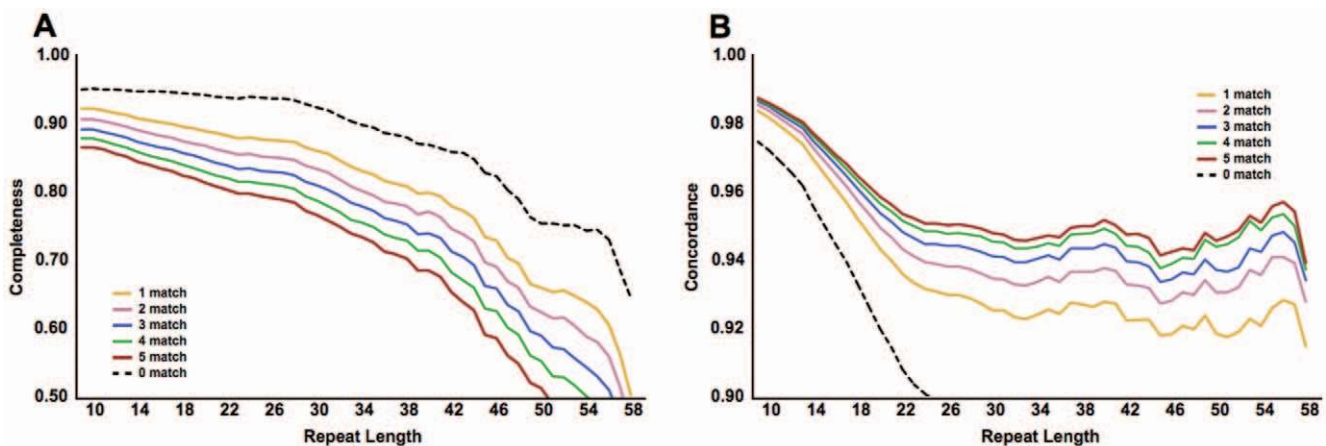 A
1.00
0.90
0.80
0.70
0.60
0.50
Completeness
1 match
2 match
3 match
4 match
5 match
0 match
10 14 18 22 26 30 34 38 42 46 50 54 58
Repeat Length
B
1.00
0.98
0.96
0.94
0.92
0.90
Concordance
1 match
2 match
3 match
4 match
5 match
0 match
10 14 18 22 26 30 34 38 42 46 50 54 58
Repeat Length